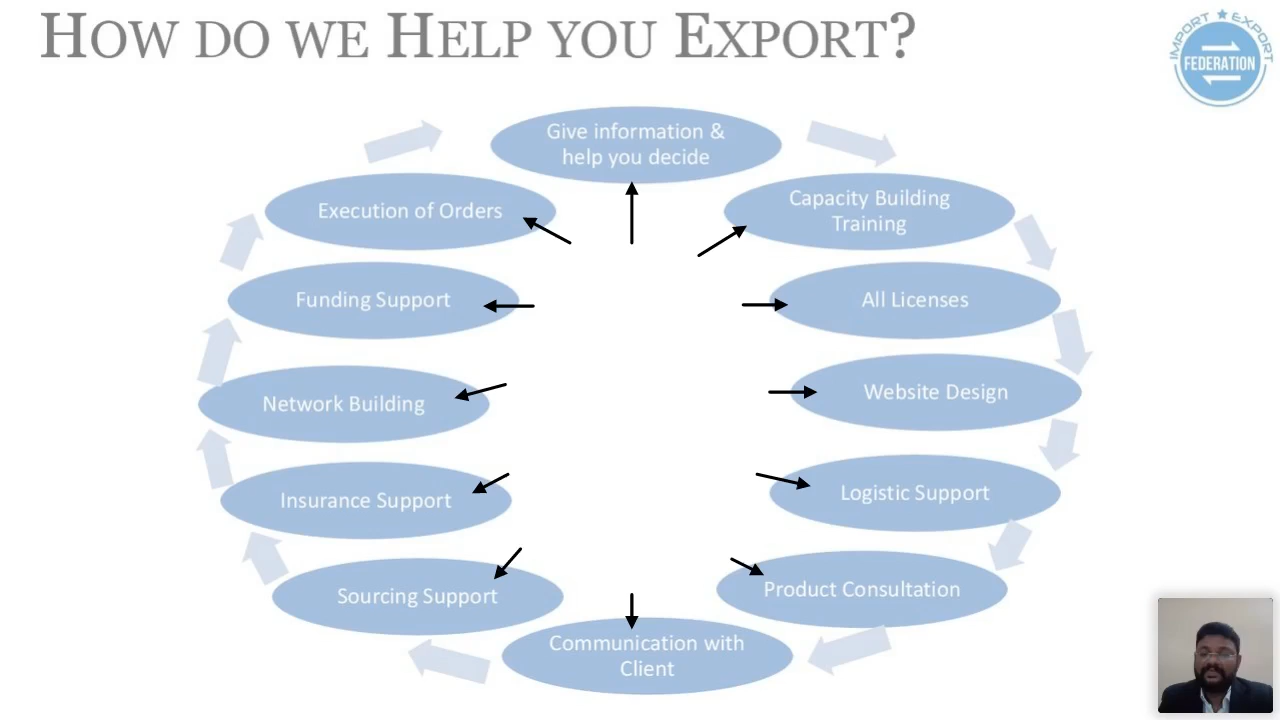 HOW DO WE HELP YOU EXPORT?
IMPORT ★ EXPORT
FEDERATION
Give information &
help you decide
Capacity Building
Training
All Licenses
Website Design
Logistic Support
Product Consultation
Communication with
Client
Sourcing Support
Insurance Support
Network Building
Funding Support
Execution of Orders